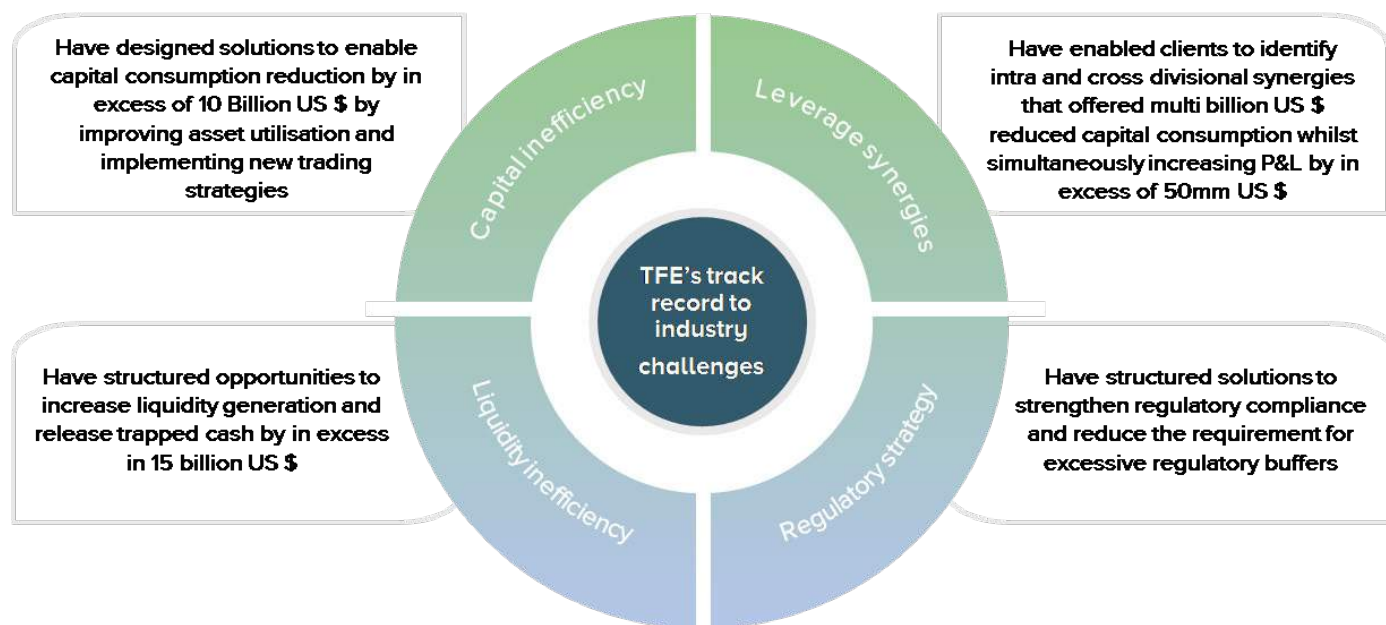 Have designed solutions to enable
capital consumption reduction by in
excess of 10 Billion US $ by
improving asset utilisation and
implementing new trading
strategies
Capital inefficiency
Leverage synergies
Have enabled clients to identify
intra and cross divisional synergies
that offered multi billion US $
reduced capital consumption whilst
simultaneously increasing P&L by in
excess of 50mm US $
TFE's track
record to
industry
challenges
Have structured opportunities to
increase liquidity generation and
release trapped cash by in excess
in 15 billion US $
Liquidity inefficiency
Regulatory strategy
Have structured solutions to
strengthen regulatory compliance
and reduce the requirement for
excessive regulatory buffers